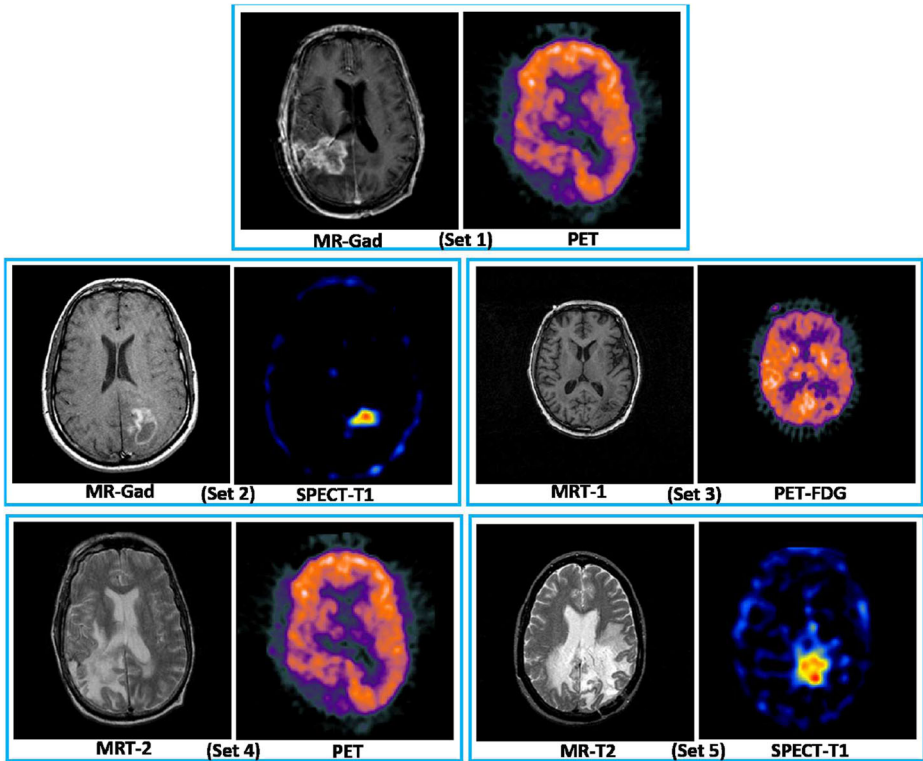 MR-Gad (Set 1) PET
MR-Gad (Set 2) SPECT-T1
MRT-1 (Set 3) PET-FDG
MRT-2 (Set 4) PET
MR-T2 (Set 5) SPECT-T1